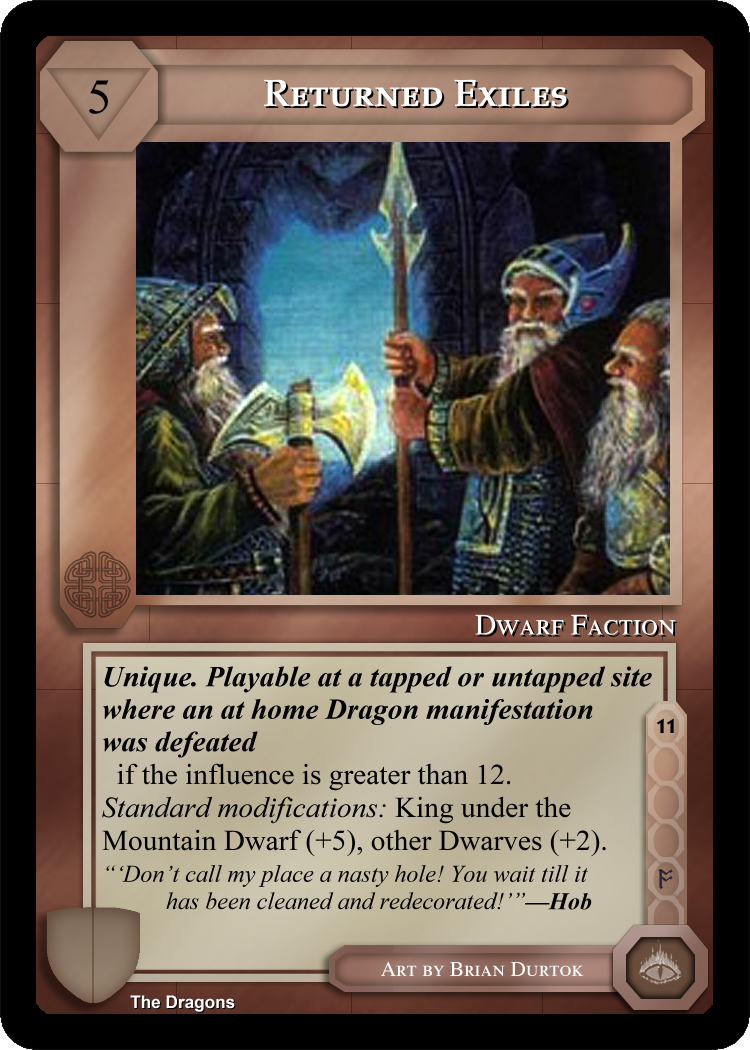 5
Returned Exiles
Dwarf Faction
Unique. Playable at a tapped or untapped site
where an at home Dragon manifestation
was defeated
if the influence is greater than 12.
Standard modifications: King under the
Mountain Dwarf (+5), other Dwarves (+2).
“‘Don’t call my place a nasty hole! You wait till it
has been cleaned and redecorated!’”—Hob
11
Art by Brian Durtok
The Dragons